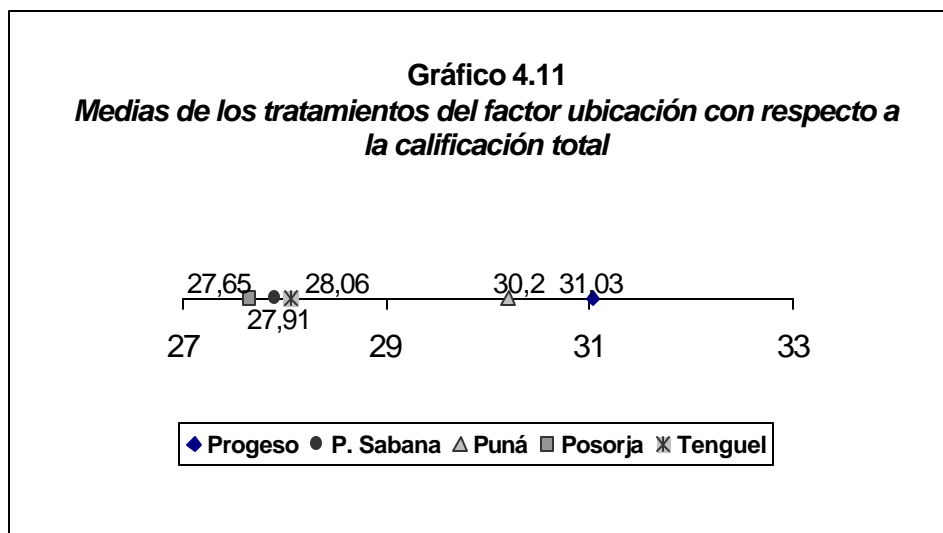 Gráfico 4.11
Medias de los tratamientos del factor ubicación con respecto a
la calificación total
27,65 28,06 30,2 31,03
27,91
27 29 31 33
Progeso P. Sabana Puná Posorja Tenguel